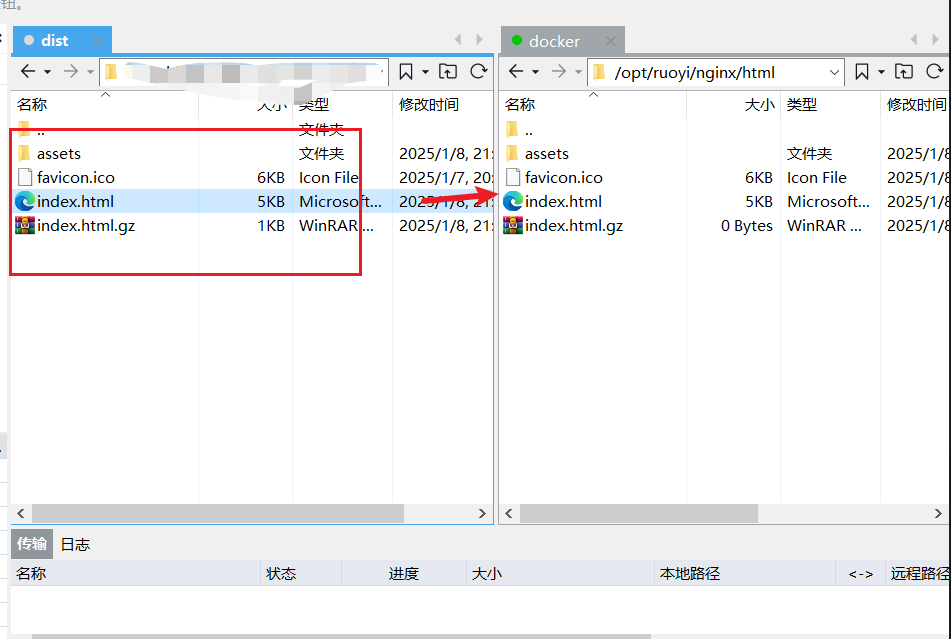 钮。
dist
docker
/opt/ruoyi/nginx/html
名称 大小 类型 修改时间
名称 大小 类型 修改时间
.. 文件夹
..
assets 文件夹 2025/1/8, 21:
assets 文件夹 2025/1/8
favicon.ico 6KB Icon File 2025/1/7, 20:
favicon.ico 6KB Icon File 2025/1/8
index.html 5KB Microsoft... 2025/1/8, 21:
index.html 5KB Microsoft... 2025/1/8
index.html.gz 1KB WinRAR ... 2025/1/8, 21:
index.html.gz 0 Bytes WinRAR ... 2025/1/8
传输 日志
名称 状态 进度 大小 本地路径 <-> 远程路径